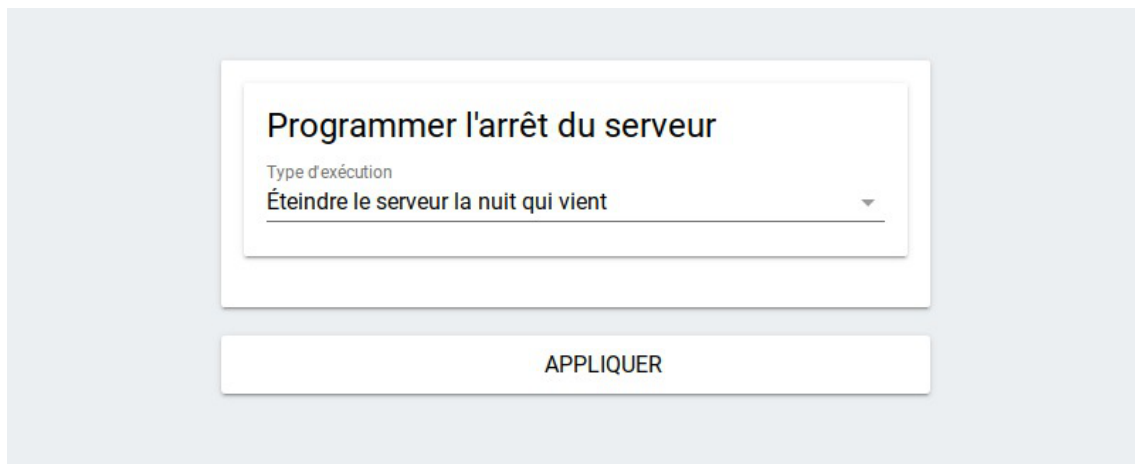 Programmer l'arrêt du serveur
Type d'exécution
Éteindre le serveur la nuit qui vient
APPLIQUER